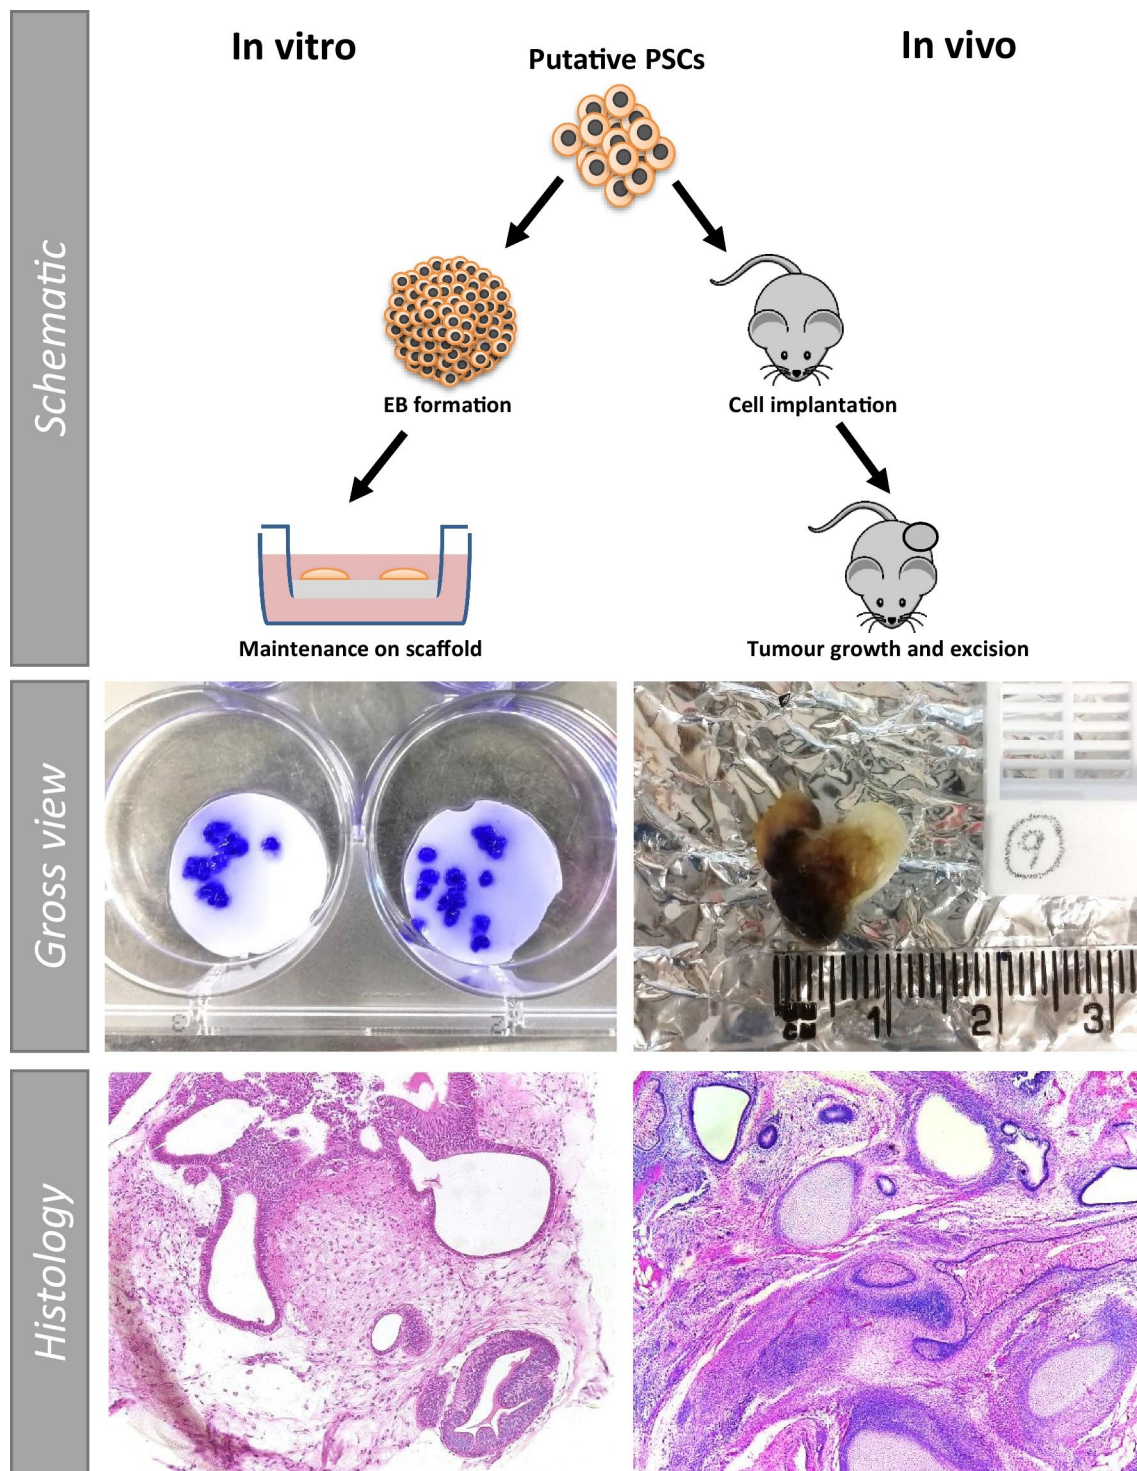 In vitro
In vivo
Putative PSCs
Schematic
EB formation
Cell implantation
Maintenance on scaffold
Tumour growth and excision
Gross view
9
1 2 3
Histology